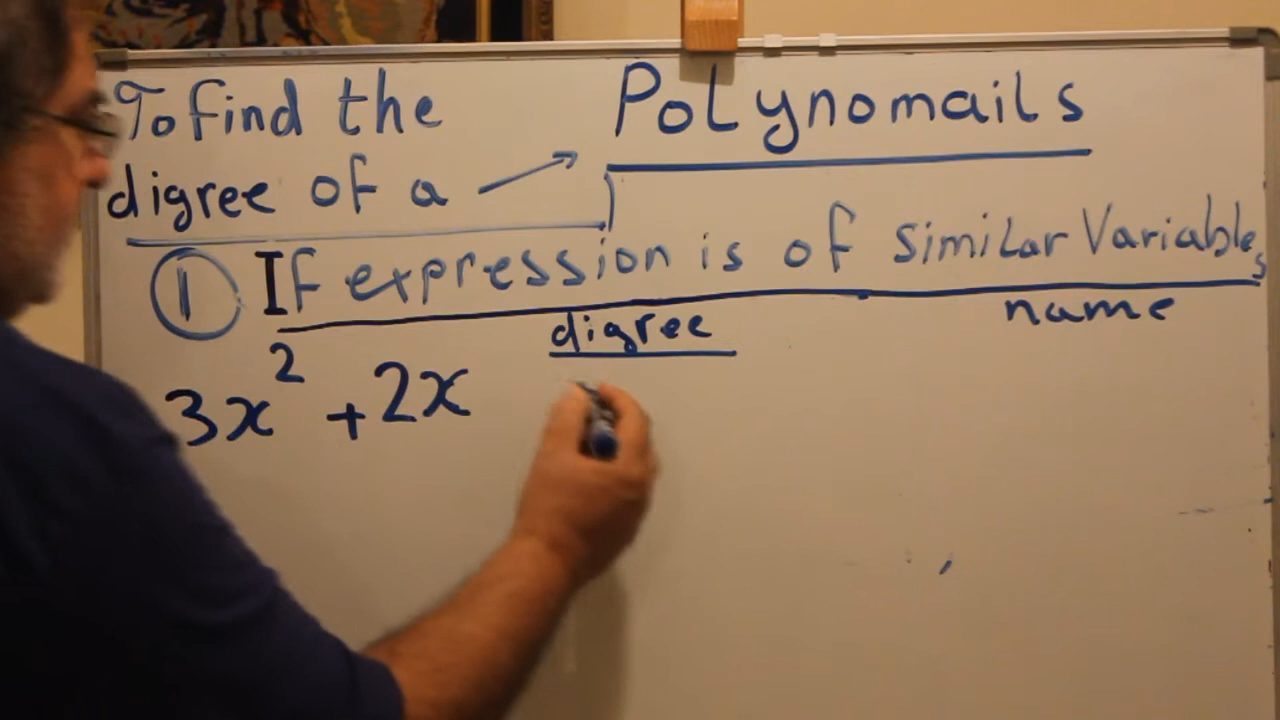 To find the
Polynomails
digree of a
① If expression is of similar Variables
digree
name
3x² + 2x